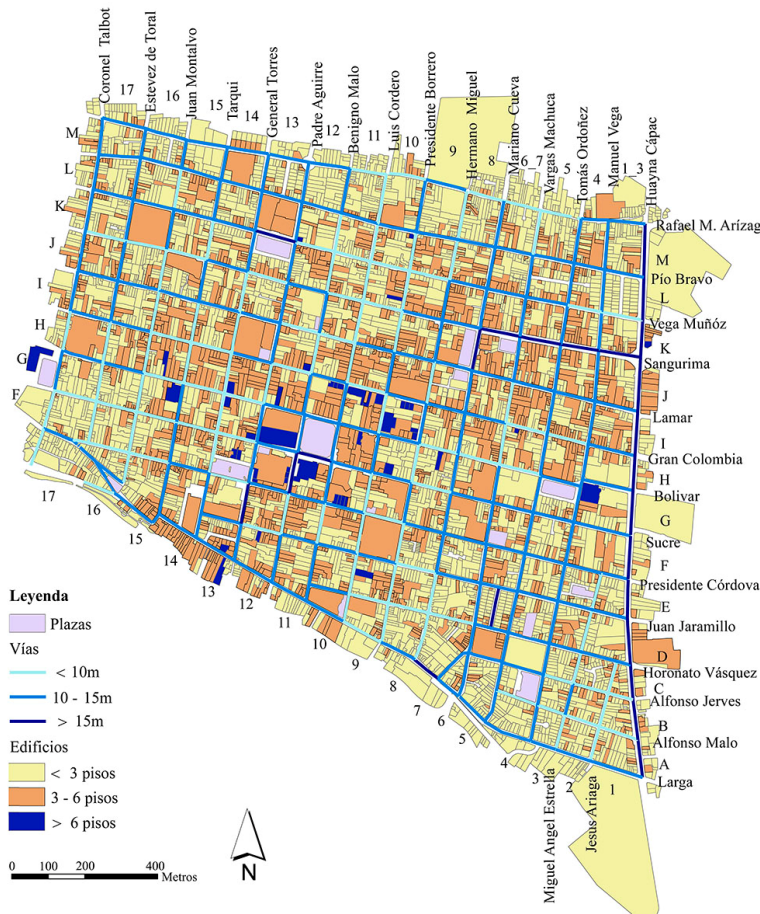 Coronel Talbot
17
Estevez de Toral
16
Juan Montalvo
15
Tarqui
14
General Torres
13
Padre Aguirre
12
Benigno Malo
11
Luis Cordero
10
Presidente Borrero
9
Hermano Miguel
8
Mariano Cueva
6_7
Vargas Machuca
5
Tomás Ordoñez
4
Manuel Vega
1_3
Huayna Cápac
M
L
K
J
I
H
G
F
Rafael M. Arízag
M
Pío Bravo
L
Vega Muñóz
K
Sangurima
J
Lamar
I
Gran Colombia
H
Bolivar
G
Sucre
F
Presidente Córdova
E
Juan Jaramillo
D
Horonato Vásquez
C
Alfonso Jerves
B
Alfonso Malo
A
Larga
17
16
15
14
13
12
11
10
9
8
7
6
5
4
3
2
1
Miguel Angel Estrella
Jesus Ariaga
Leyenda
Plazas
Vías
< 10m
10 - 15m
> 15m
Edificios
< 3 pisos
3 - 6 pisos
> 6 pisos
0 100 200 400
Metros
N